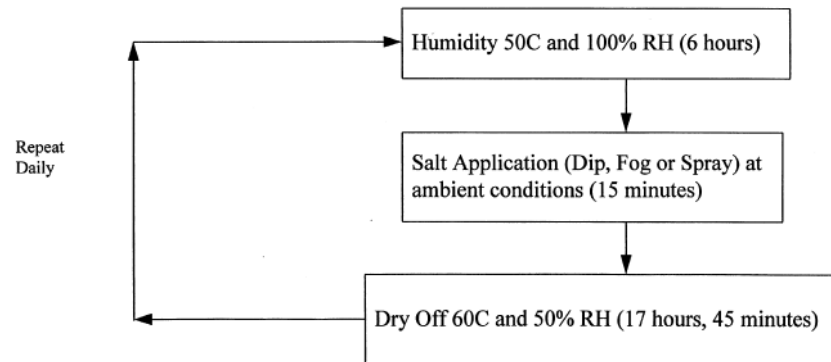 Humidity 50C and 100% RH (6 hours)
Repeat
Daily
Salt Application (Dip, Fog or Spray) at
ambient conditions (15 minutes)
Dry Off 60C and 50% RH (17 hours, 45 minutes)